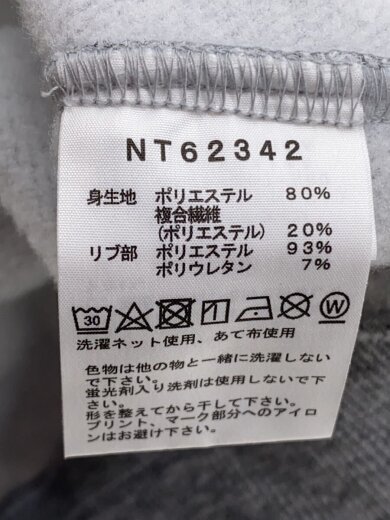 NT62342
身生地 ポリエステル 80%
複合繊維
(ポリエステル) 20%
リブ部 ポリエステル 93%
ポリウレタン 7%
30 W
洗濯ネット使用、あて布使用
色物は他の物と一緒に洗濯しない
で下さい。
蛍光剤入り洗剤は使用しないで下
さい。
形を整えてから干して下さい。
プリント、マーク部分へのアイロ
ンはお避け下さい。